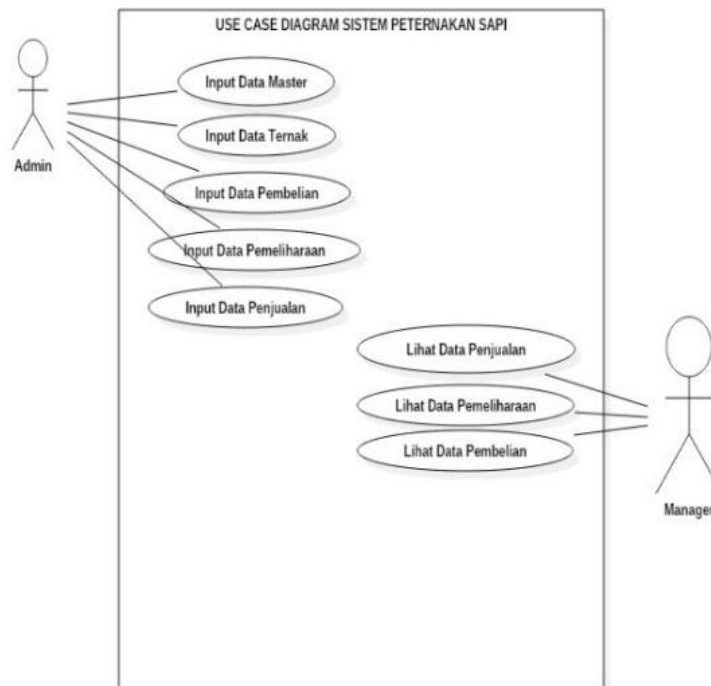 USE CASE DIAGRAM SISTEM PETERNAKAN SAPI
Input Data Master
Input Data Ternak
Admin
Input Data Pembelian
Input Data Pemeliharaan
Input Data Penjualan
Lihat Data Penjualan
Lihat Data Pemeliharaan
Lihat Data Pembelian
Manager